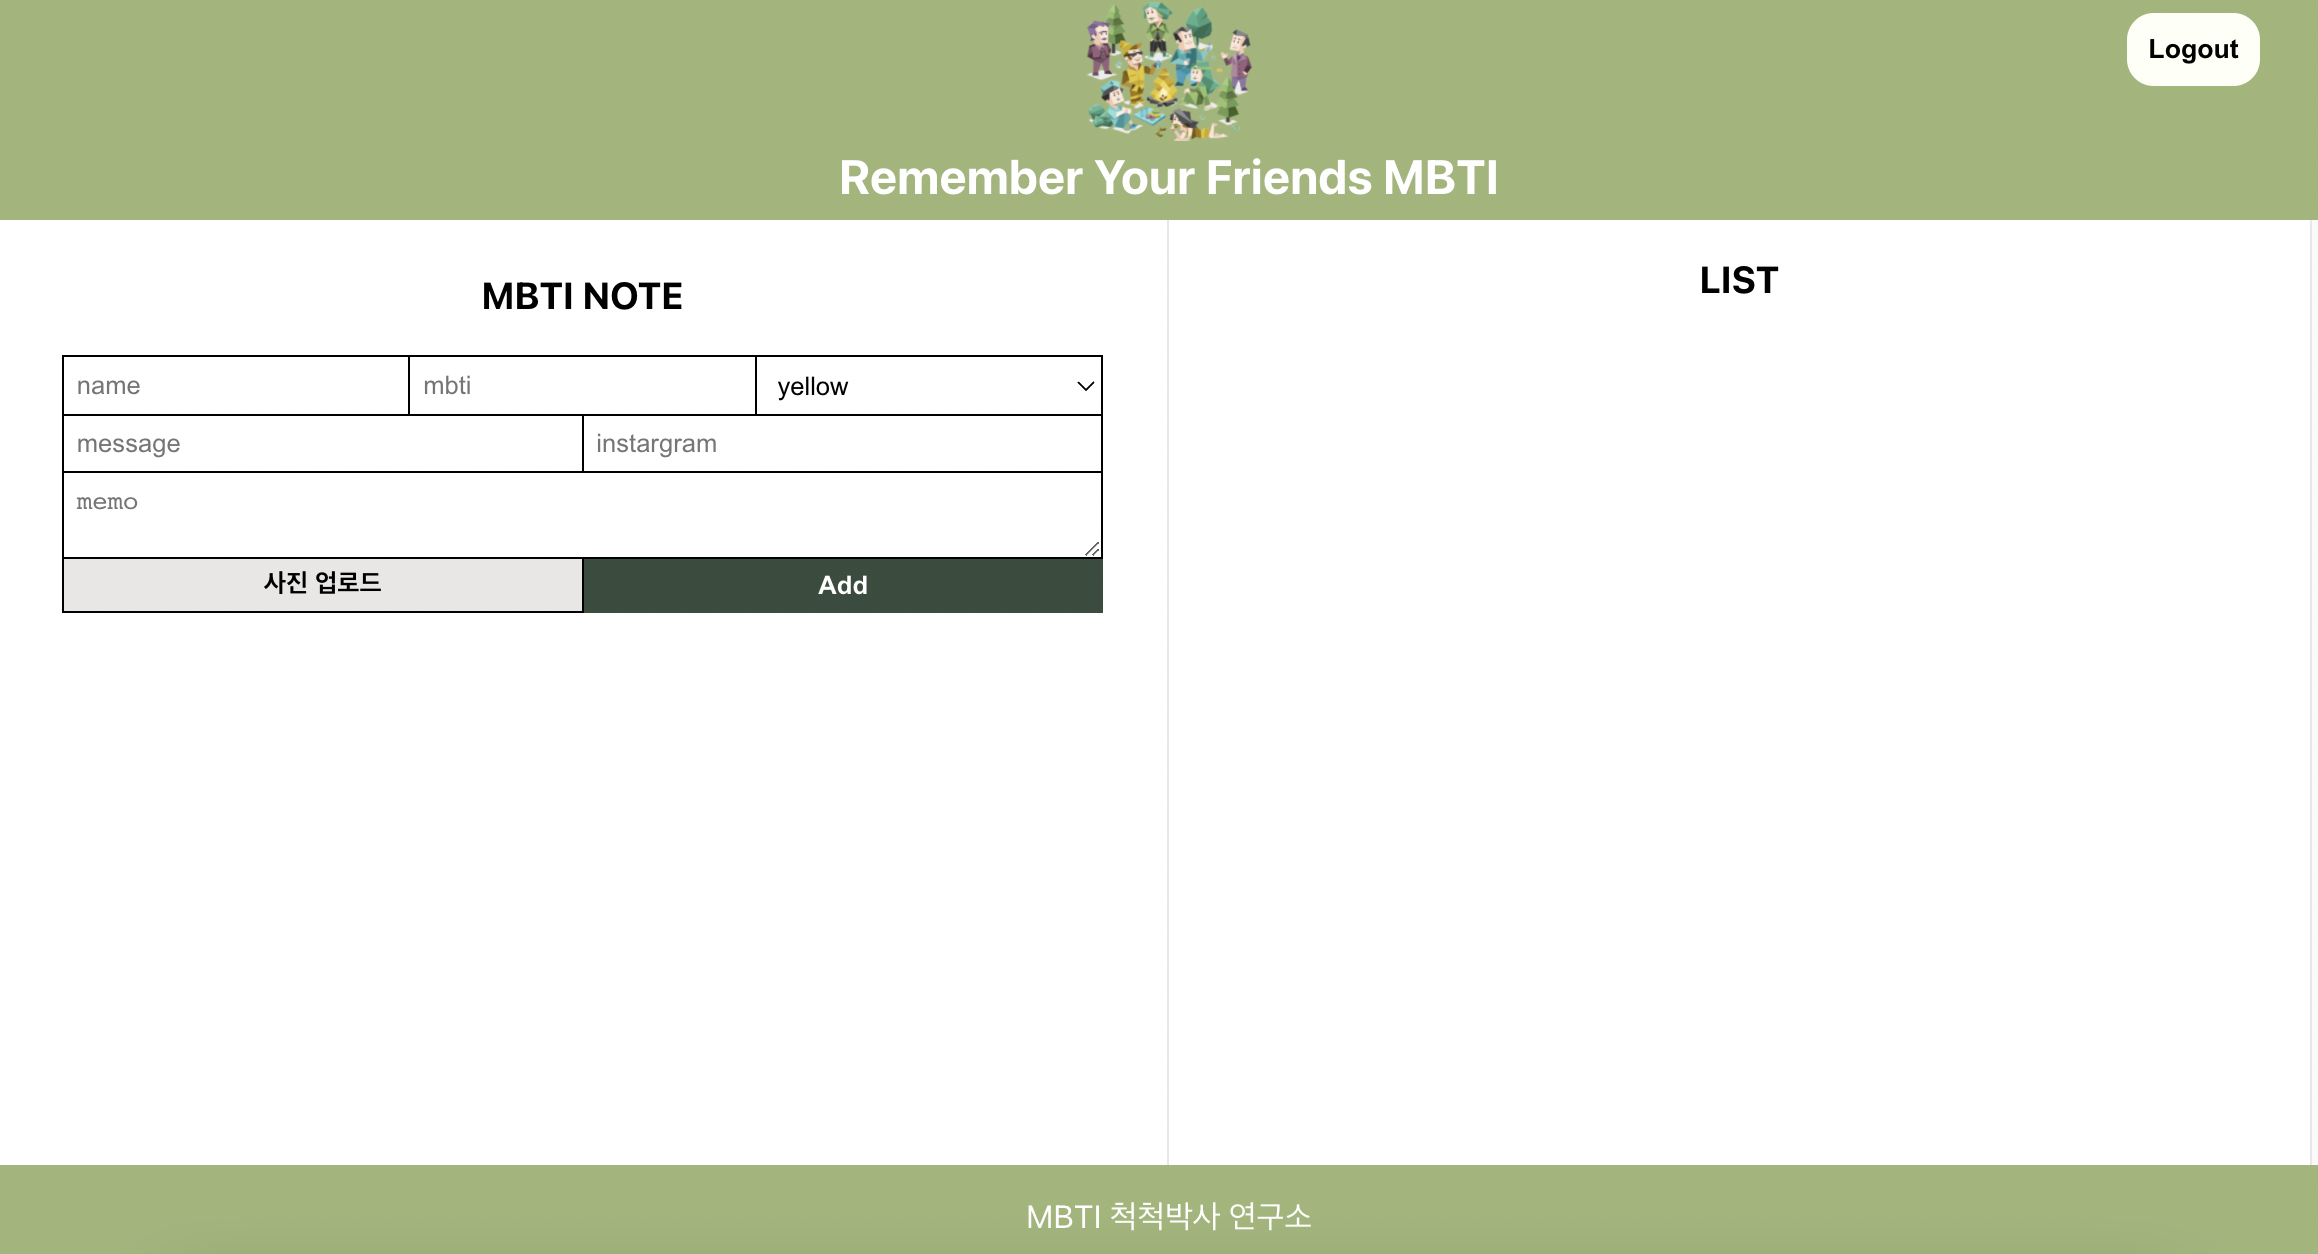 Logout
Remember Your Friends MBTI
MBTI NOTE
name
mbti
yellow
message
instargram
memo
사진 업로드
Add
LIST
MBTI 척척박사 연구소